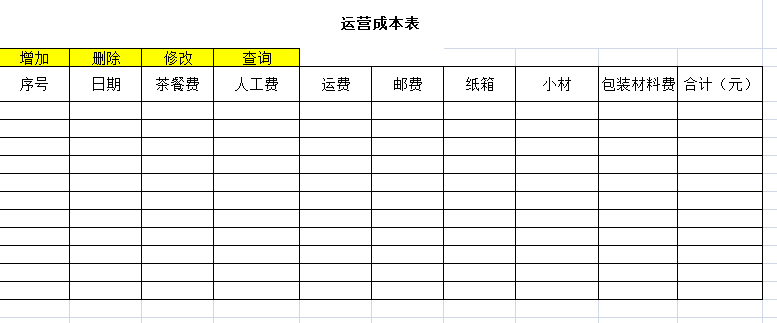 运营成本表
增加 删除 修改 查询
序号 日期 茶餐费 人工费 运费 邮费 纸箱 小材 包装材料费 合计（元）